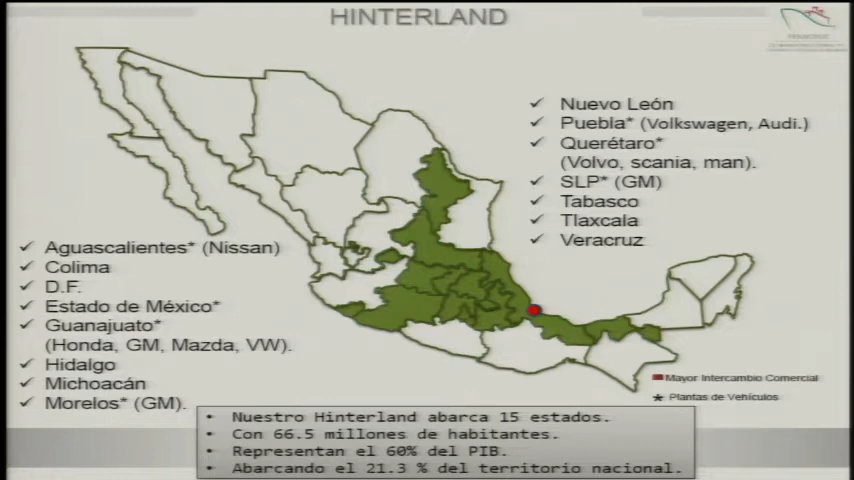 HINTERLAND
VERACRUZ
✓ Nuevo León
✓ Puebla* (Volkswagen, Audi.)
✓ Querétaro*
(Volvo, scania, man).
✓ SLP* (GM)
✓ Tabasco
✓ Tlaxcala
✓ Veracruz
✓ Aguascalientes* (Nissan)
✓ Colima
✓ D.F.
✓ Estado de México*
✓ Guanajuato*
(Honda, GM, Mazda, VW).
✓ Hidalgo
✓ Michoacán
✓ Morelos* (GM).
Mayor Intercambio Comercial
* Plantas de Vehículos
• Nuestro Hinterland abarca 15 estados.
• Con 66.5 millones de habitantes.
• Representan el 60% del PIB.
• Abarcando el 21.3 % del territorio nacional.